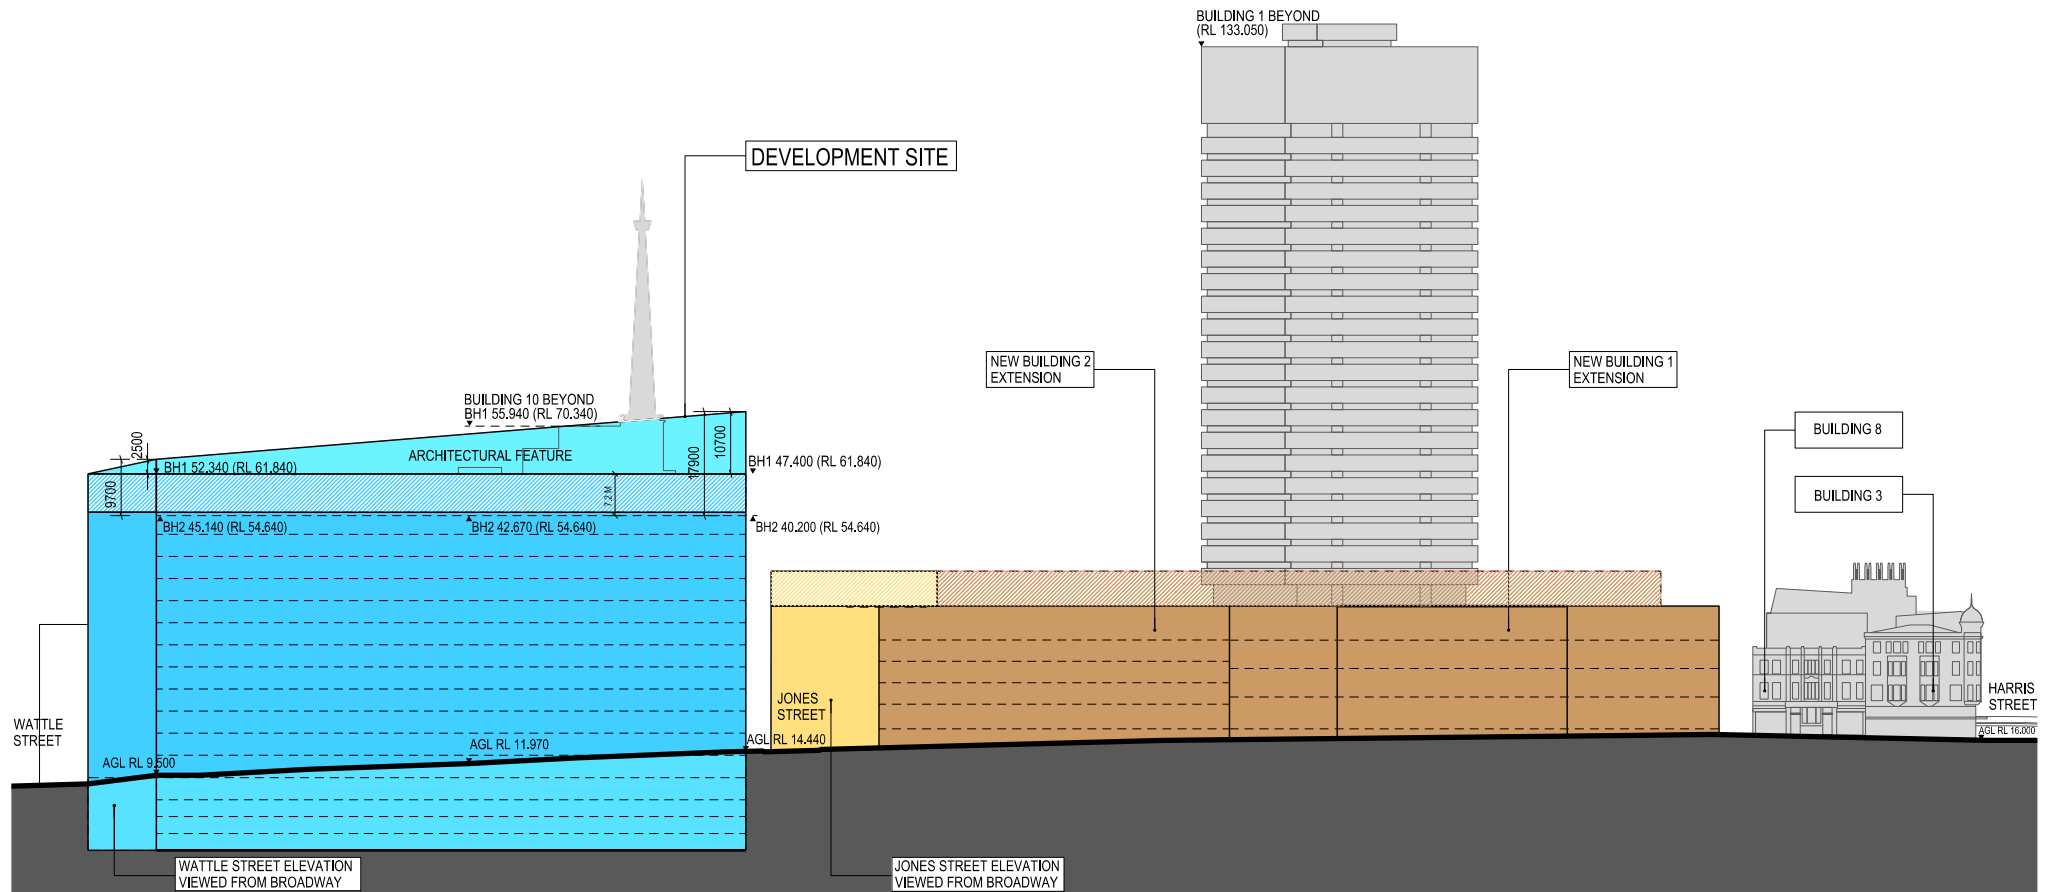 BUILDING 1 BEYOND
(RL 133.050)
DEVELOPMENT SITE
NEW BUILDING 2
EXTENSION
NEW BUILDING 1
EXTENSION
BUILDING 10 BEYOND
BH1 55.940 (RL 70.340)
BUILDING 8
2500
ARCHITECTURAL FEATURE
17900
10700
BH1 52.340 (RL 61.840)
BH1 47.400 (RL 61.840)
9700
7.2 M
BUILDING 3
BH2 45.140 (RL 54.640)
BH2 42.670 (RL 54.640)
BH2 40.200 (RL 54.640)
WATTLE
STREET
JONES
STREET
HARRIS
STREET
AGL RL 9.500
AGL RL 11.970
AGL RL 14.440
AGL RL 16.000
WATTLE STREET ELEVATION
VIEWED FROM BROADWAY
JONES STREET ELEVATION
VIEWED FROM BROADWAY